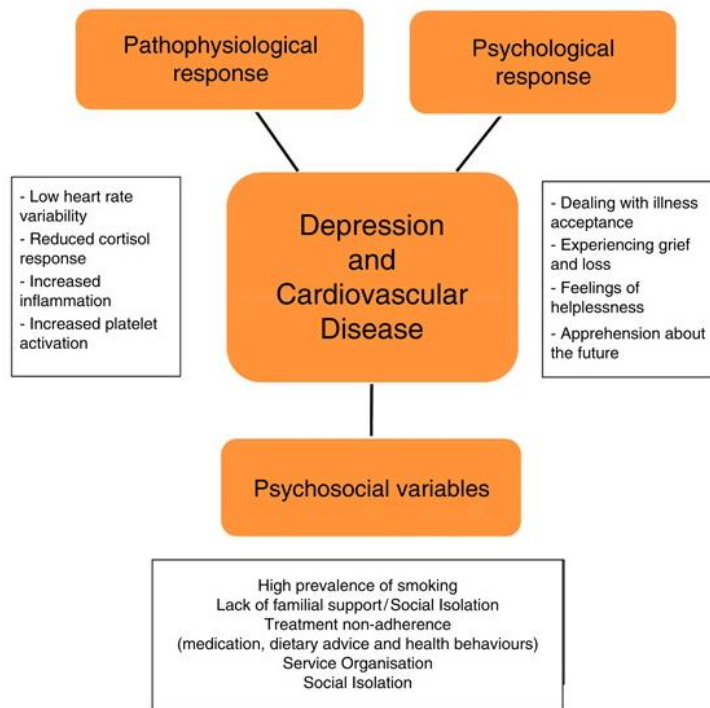 Pathophysiological
response
Psychological
response
- Low heart rate
variability
- Reduced cortisol
response
- Increased
inflammation
- Increased platelet
activation
Depression
and
Cardiovascular
Disease
- Dealing with illness
acceptance
- Experiencing grief
and loss
- Feelings of
helplessness
- Apprehension about
the future
Psychosocial variables
High prevalence of smoking
Lack of familial support/Social Isolation
Treatment non-adherence
(medication, dietary advice and health behaviours)
Service Organisation
Social Isolation